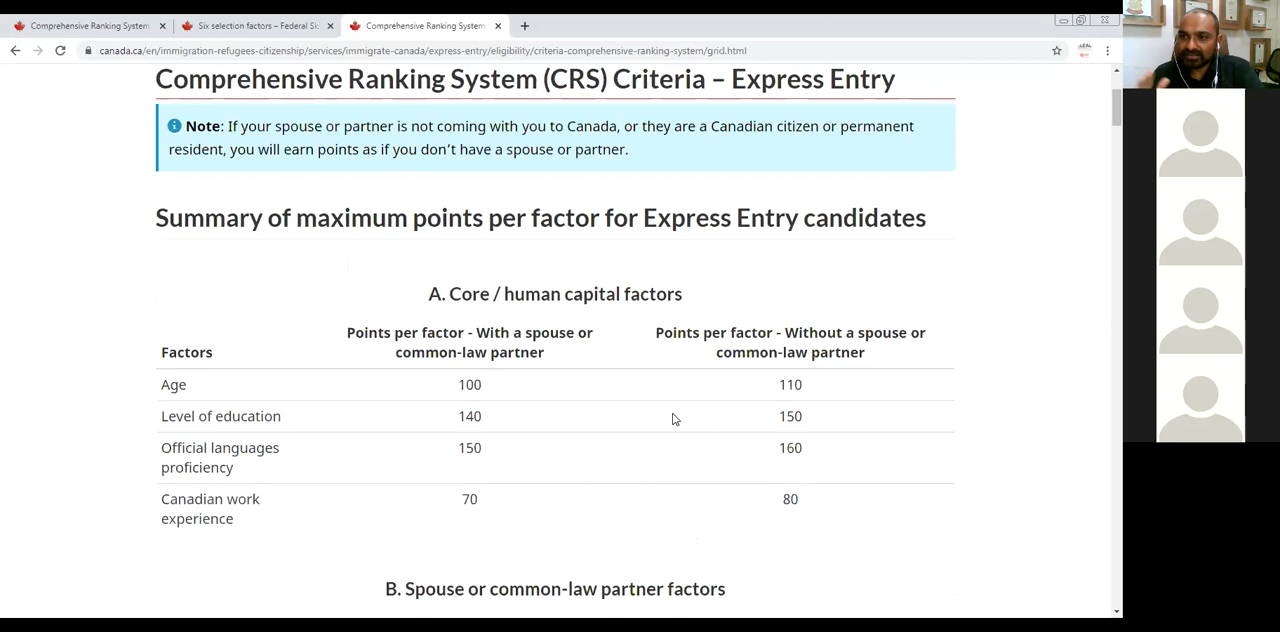 Comprehensive Ranking System
Six selection factors – Federal Sk
Comprehensive Ranking System
canada.ca/en/immigration-refugees-citizenship/services/immigrate-canada/express-entry/eligibility/criteria-comprehensive-ranking-system/grid.html
Comprehensive Ranking System (CRS) Criteria – Express Entry
Note: If your spouse or partner is not coming with you to Canada, or they are a Canadian citizen or permanent
resident, you will earn points as if you don't have a spouse or partner.
Summary of maximum points per factor for Express Entry candidates
A. Core / human capital factors
Points per factor - With a spouse or Points per factor - Without a spouse or
Factors common-law partner common-law partner
Age 100 110
Level of education 140 150
Official languages 150 160
proficiency
Canadian work 70 80
experience
B. Spouse or common-law partner factors